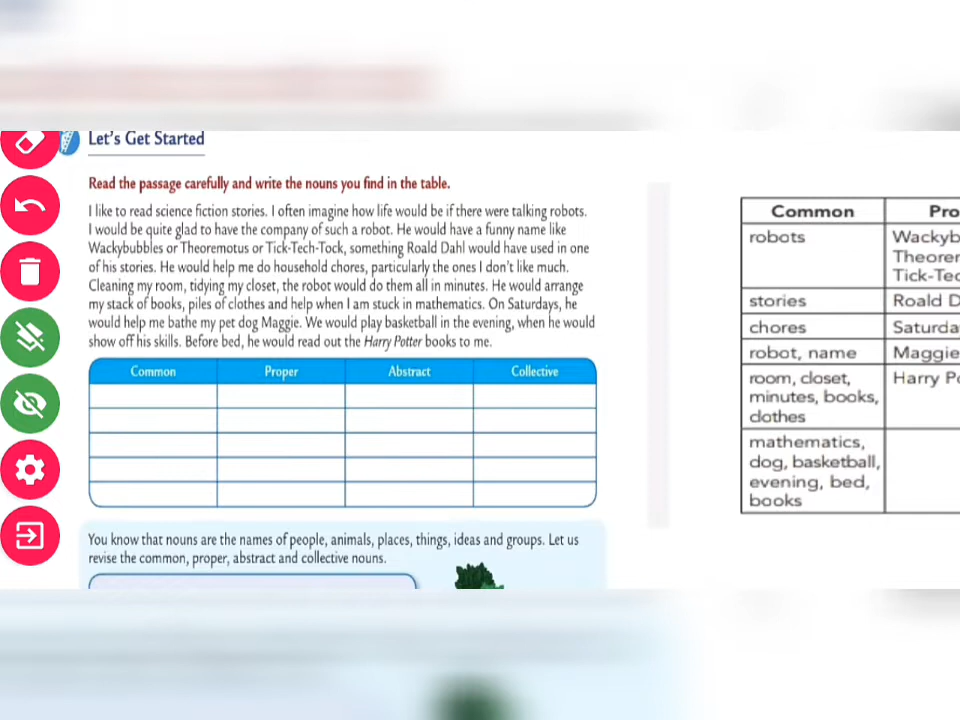 Let's Get Started
Read the passage carefully and write the nouns you find in the table.
I like to read science fiction stories. I often imagine how life would be if there were talking robots.
I would be quite glad to have the company of such a robot. He would have a funny name like
Wackybubbles or Theoremotus or Tick-Tech-Tock, something Roald Dahl would have used in one
of his stories. He would help me do household chores, particularly the ones I don't like much.
Cleaning my room, tidying my closet, the robot would do them all in minutes. He would arrange
my stack of books, piles of clothes and help when I am stuck in mathematics. On Saturdays, he
would help me bathe my pet dog Maggie. We would play basketball in the evening, when he would
show off his skills. Before bed, he would read out the Harry Potter books to me.
Common Proper Abstract Collective
You know that nouns are the names of people, animals, places, things, ideas and groups. Let us
revise the common, proper, abstract and collective nouns.
Common Pro
robots Wackyb
Theorem
Tick-Tec
stories Roald D
chores Saturda
robot, name Maggie
room, closet, Harry Po
minutes, books,
clothes
mathematics,
dog, basketball,
evening, bed,
books